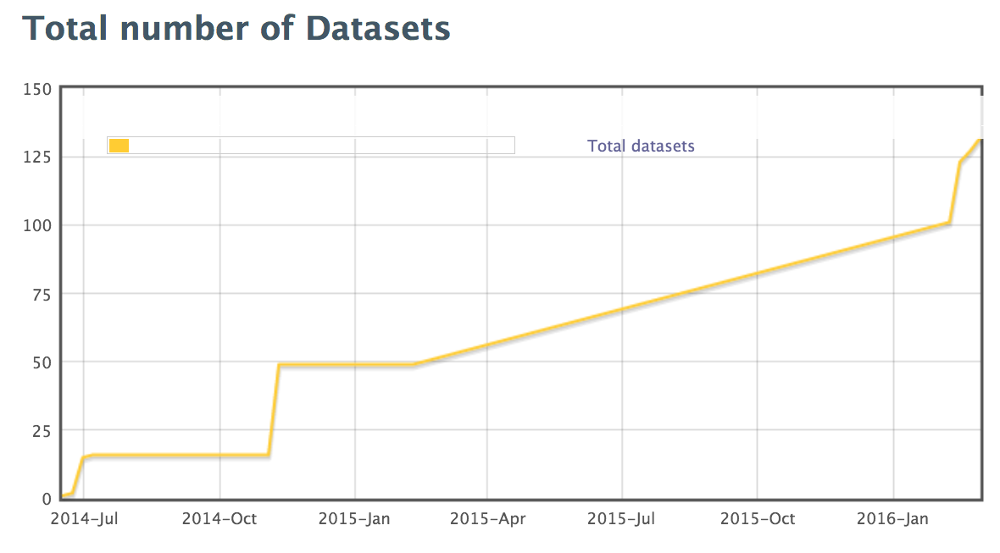 Total number of Datasets
150
Total datasets
125
100
75
50
25
0
2014–Jul 2014–Oct 2015–Jan 2015–Apr 2015–Jul 2015–Oct 2016–Jan